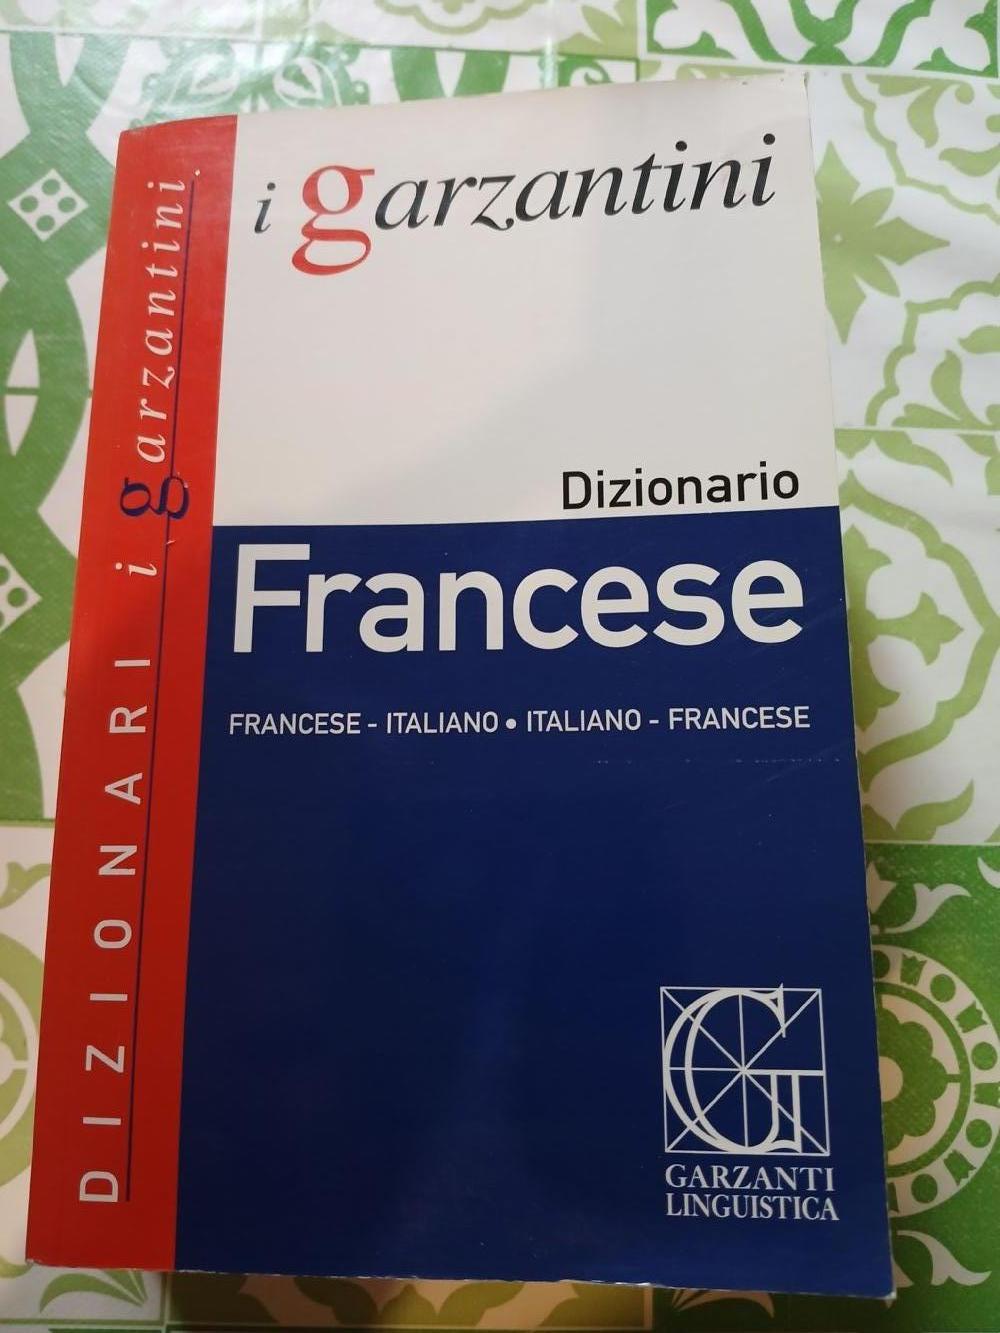 i garzantini
Dizionario
Francese
FRANCESE - ITALIANO • ITALIANO - FRANCESE
GARZANTI
LINGUISTICA
DIZIONARI i garzantini